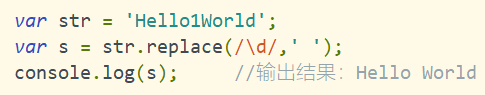 var str = 'Hello1World';
var s = str.replace(/\d/,' ');
console.log(s);     //输出结果：Hello World